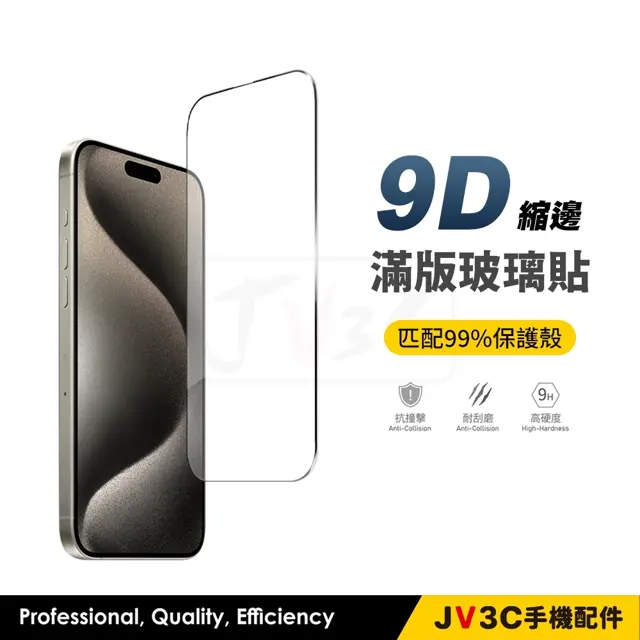 9D 縮邊
滿版玻璃貼
匹配99%保護殼
9H
抗撞擊
Anti-Collision
耐刮磨
Anti-Collision
高硬度
High-Hardness
JV3C
Professional, Quality, Efficiency
JV3C手機配件